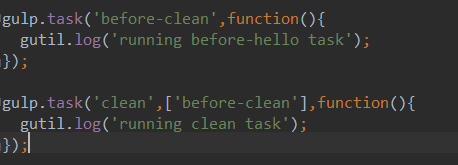 gulp.task('before-clean',function(){
gutil.log('running before-hello task');
});
gulp.task('clean',['before-clean'],function(){
gutil.log('running clean task');
});